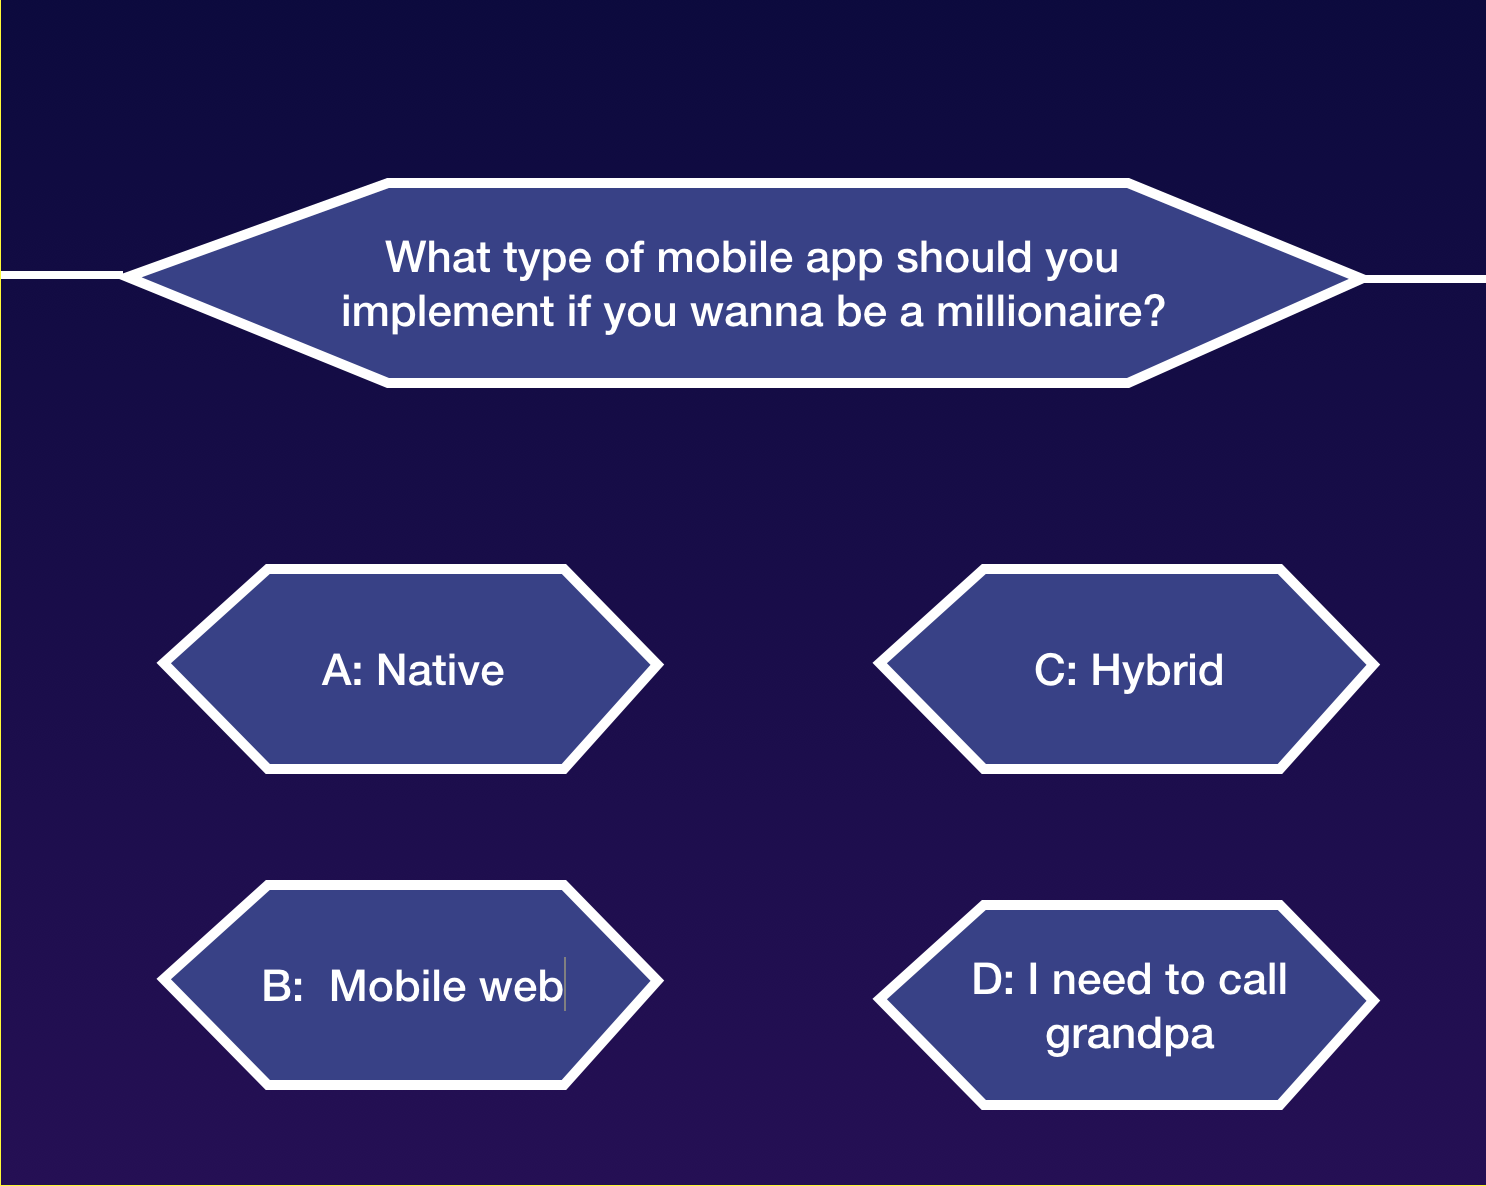 What type of mobile app should you
implement if you wanna be a millionaire?
A: Native
C: Hybrid
B:  Mobile web
D: I need to call
grandpa